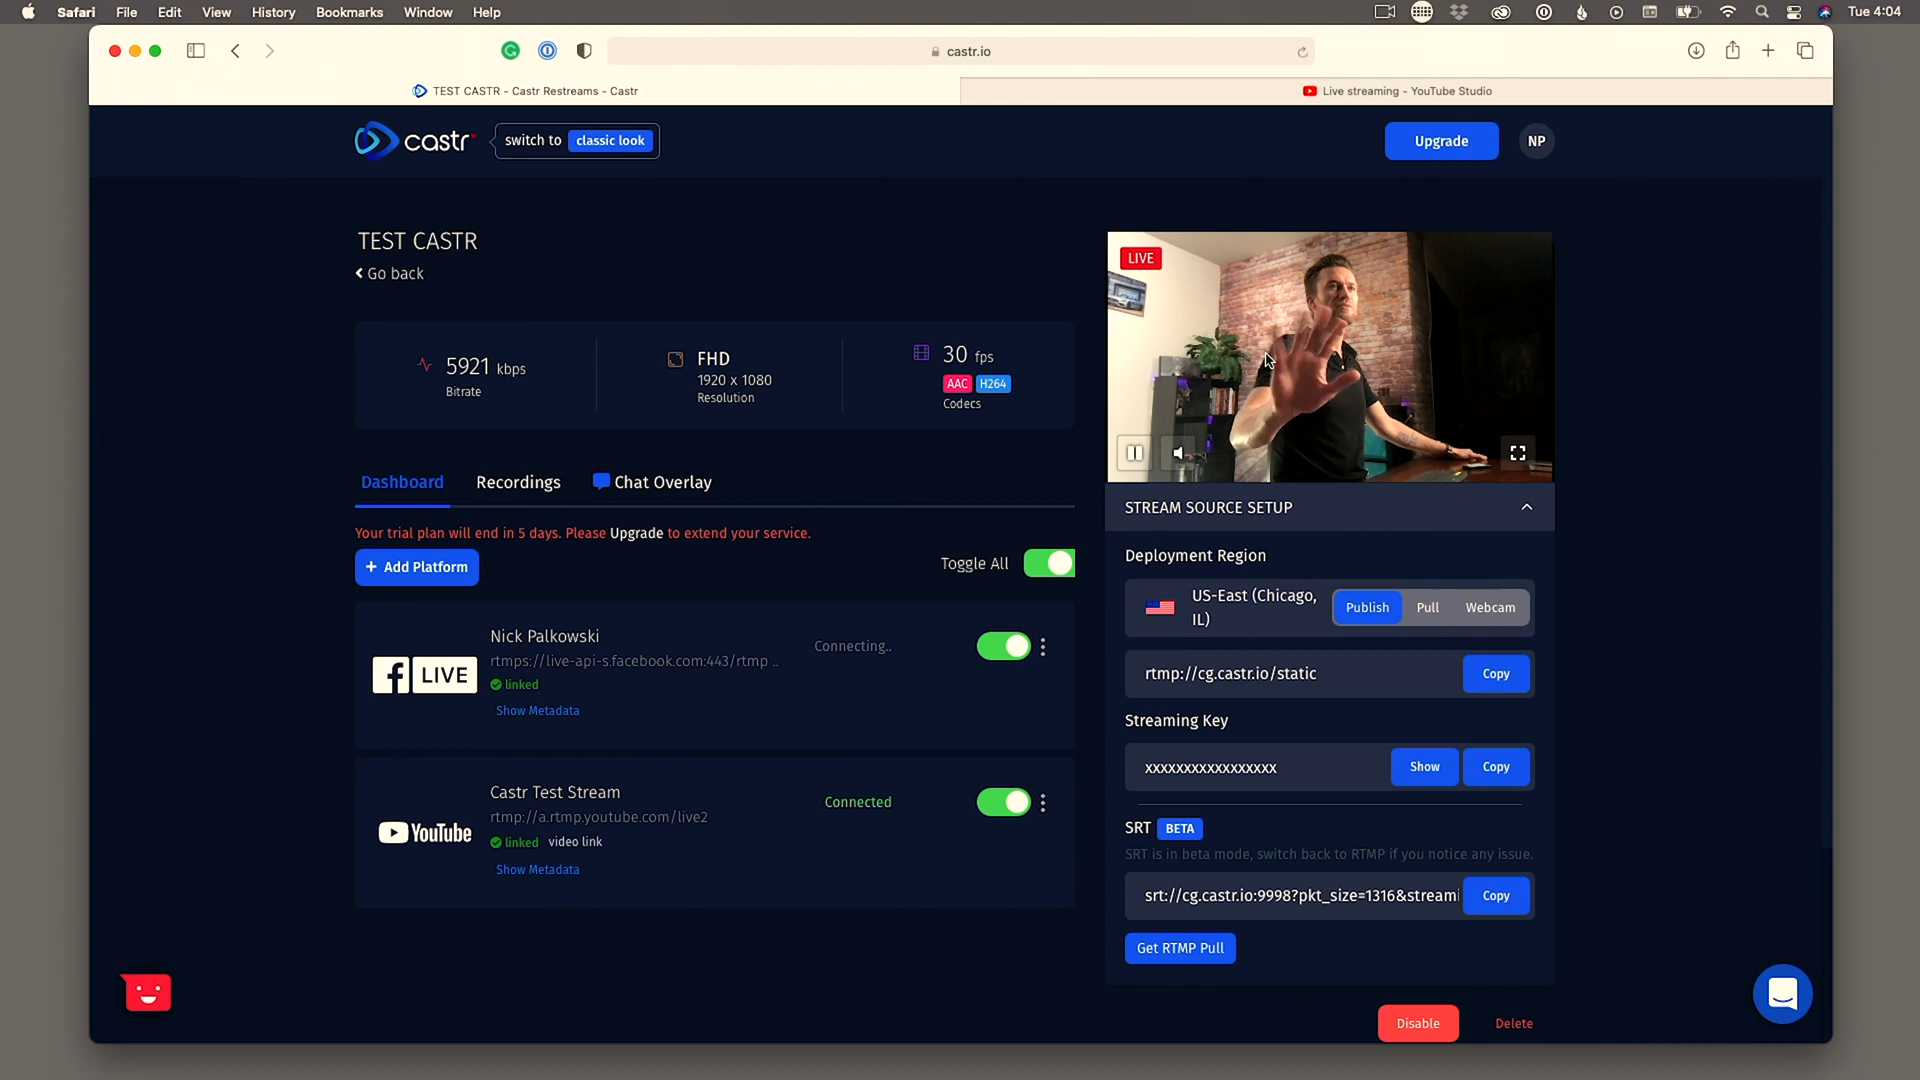 Safari File Edit View History Bookmarks Window Help Tue 4:04
castr.io
TEST CASTR - Castr Restreams - Castr
Live streaming - YouTube Studio
castr
switch to classic look
Upgrade
NP
TEST CASTR
Go back
5921 kbps
Bitrate
FHD
1920 x 1080
Resolution
30 fps
AAC H264
Codecs
LIVE
Dashboard Recordings Chat Overlay
Your trial plan will end in 5 days. Please Upgrade to extend your service.
+ Add Platform
Toggle All
f LIVE
Nick Palkowski
rtmps://live-api-s.facebook.com:443/rtmp ..
linked
Show Metadata
Connecting..
YouTube
Castr Test Stream
rtmp://a.rtmp.youtube.com/live2
linked video link
Show Metadata
Connected
STREAM SOURCE SETUP
Deployment Region
US-East (Chicago,
IL)
Publish Pull Webcam
rtmp://cg.castr.io/static Copy
Streaming Key
xxxxxxxxxxxxxxxxx Show Copy
SRT BETA
SRT is in beta mode, switch back to RTMP if you notice any issue.
srt://cg.castr.io:9998?pkt_size=1316&streami Copy
Get RTMP Pull
Disable Delete